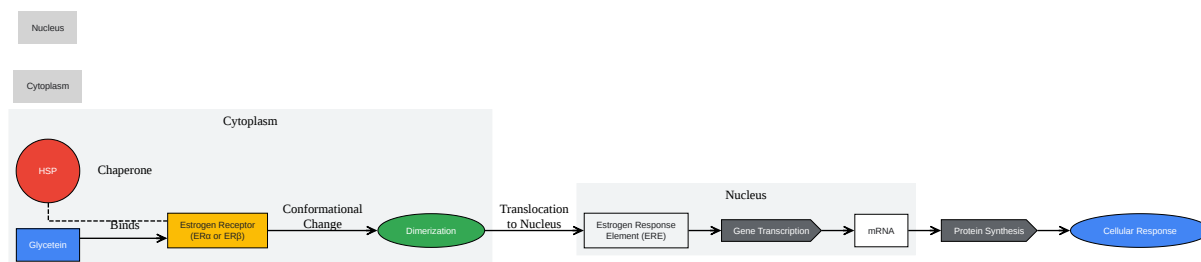 Nucleus
Cytoplasm
Cytoplasm
HSP
Chaperone
Binds
Glycetein
Estrogen Receptor
(ERα or ERβ)
Conformational
Change
Dimerization
Translocation
to Nucleus
Nucleus
Estrogen Response
Element (ERE)
Gene Transcription
mRNA
Protein Synthesis
Cellular Response